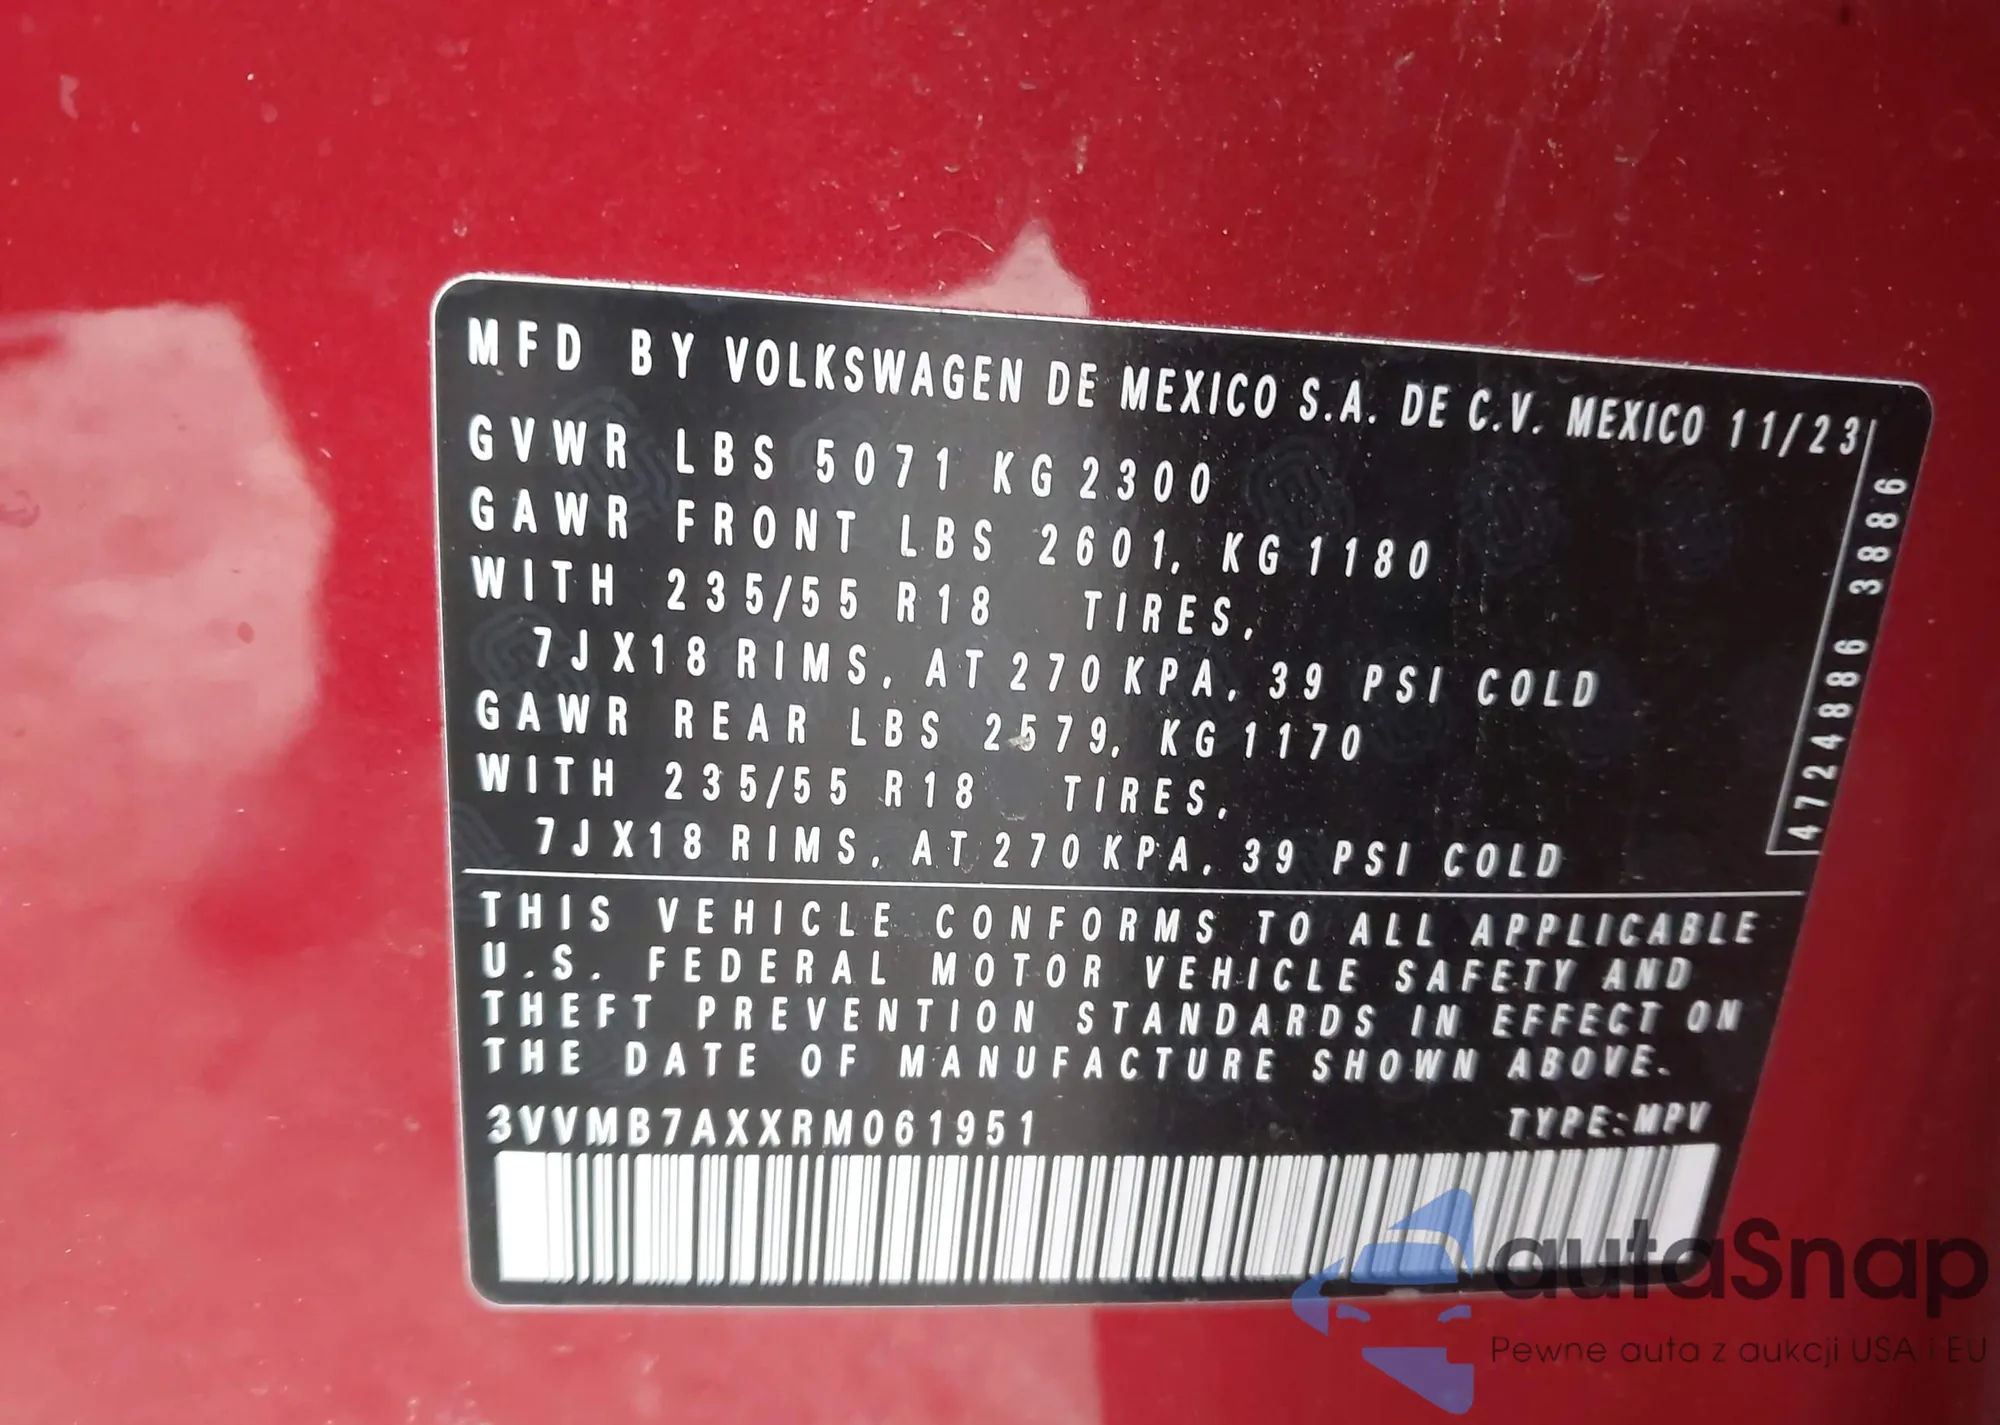 MFD BY VOLKSWAGEN DE MEXICO S.A. DE C.V. MEXICO 11/23
GVWR LBS 5071 KG 2300
GAWR FRONT LBS 2601, KG 1180
WITH 235/55 R18 TIRES,
7JX18 RIMS, AT 270 KPA, 39 PSI COLD
GAWR REAR LBS 2579, KG 1170
WITH 235/55 R18 TIRES,
7JX18 RIMS, AT 270 KPA, 39 PSI COLD
4724886 3886
THIS VEHICLE CONFORMS TO ALL APPLICABLE
U.S. FEDERAL MOTOR VEHICLE SAFETY AND
THEFT PREVENTION STANDARDS IN EFFECT ON
THE DATE OF MANUFACTURE SHOWN ABOVE.
3VVMB7AXXRM061951 TYPE:MPV
autaSnap
Pewne auta z aukcji USA i EU